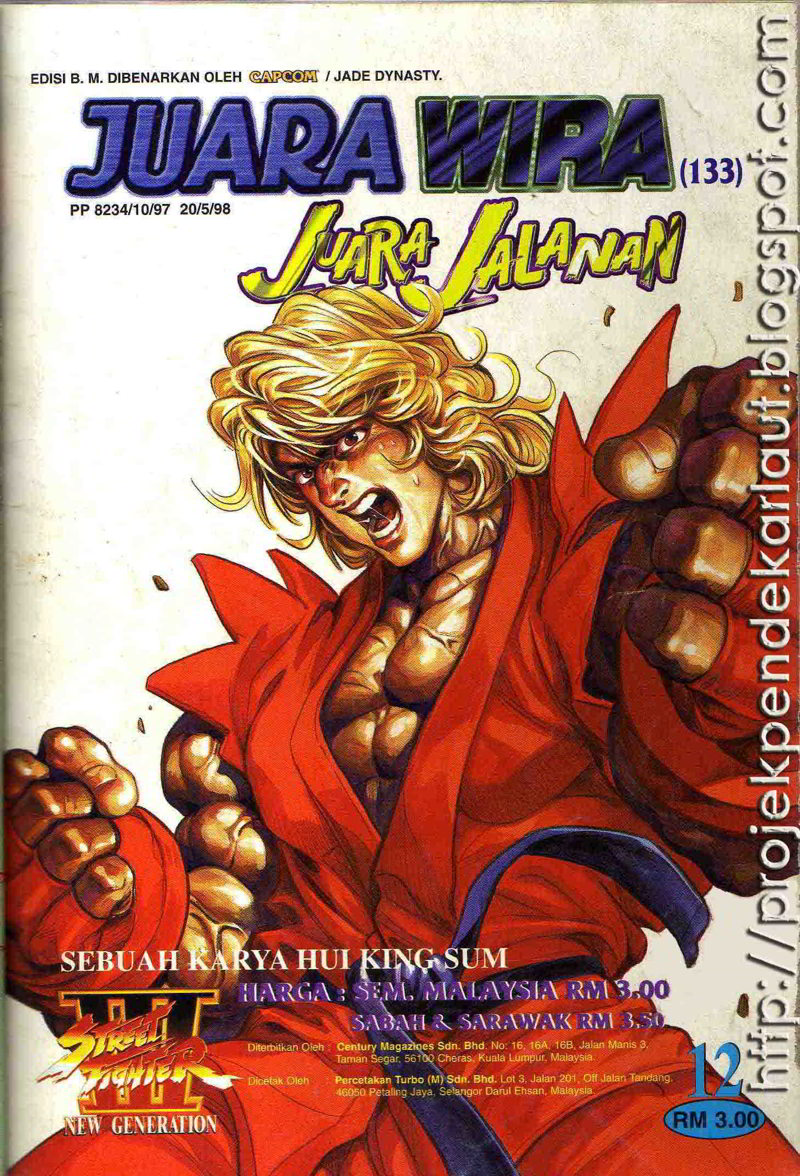 EDISI B. M. DIBENARKAN OLEH CAPCOM / JADE DYNASTY.
JUARA WIRA (133)
PP 8234/10/97 20/5/98
JUARA JALANAN
SEBUAH KARYA HUI KING SUM
HARGA : SEM. MALAYSIA RM 3.00
SABAH & SARAWAK RM 3.50
STREET FIGHTER III
NEW GENERATION
Diterbitkan Oleh : Century Magazines Sdn. Bhd. No: 16, 16A, 16B, Jalan Manis 3,
Taman Segar, 56100 Cheras, Kuala Lumpur, Malaysia.
Dicetak Oleh : Percetakan Turbo (M) Sdn. Bhd. Lot 3, Jalan 201, Off Jalan Tandang,
46050 Petaling Jaya, Selangor Darul Ehsan, Malaysia.
12
RM 3.00
http://projekpendekarlaut.blogspot.com